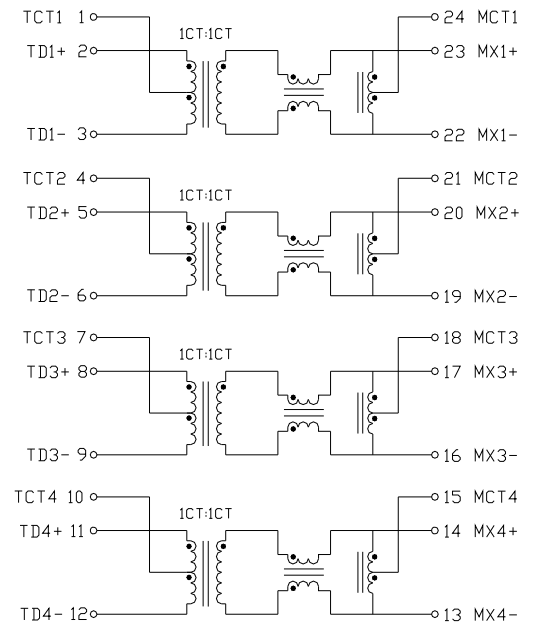 TCT1 1 24 MCT1
1CT:1CT
TD1+ 2 23 MX1+
TD1- 3 22 MX1-
TCT2 4 21 MCT2
1CT:1CT
TD2+ 5 20 MX2+
TD2- 6 19 MX2-
TCT3 7 18 MCT3
1CT:1CT
TD3+ 8 17 MX3+
TD3- 9 16 MX3-
TCT4 10 15 MCT4
1CT:1CT
TD4+ 11 14 MX4+
TD4- 12 13 MX4-